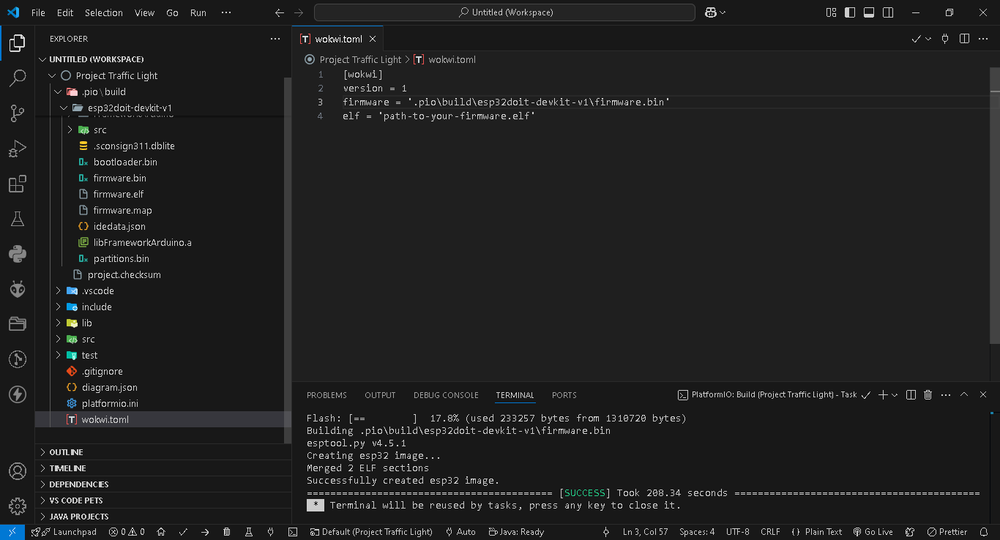 File Edit Selection View Go Run ··· Untitled (Workspace)
EXPLORER ···
UNTITLED (WORKSPACE)
Project Traffic Light
.pio \ build
esp32doit-devkit-v1
src
.sconsign311.dblite
bootloader.bin
firmware.bin
firmware.elf
firmware.map
idedata.json
libFrameworkArduino.a
partitions.bin
project.checksum
.vscode
include
lib
src
test
.gitignore
diagram.json
platformio.ini
wokwi.toml
OUTLINE
TIMELINE
DEPENDENCIES
VS CODE PETS
JAVA PROJECTS
wokwi.toml
Project Traffic Light > wokwi.toml
1 [wokwi]
2 version = 1
3 firmware = '.pio\build\esp32doit-devkit-v1\firmware.bin'
4 elf = 'path-to-your-firmware.elf'
PROBLEMS OUTPUT DEBUG CONSOLE TERMINAL PORTS PlatformIO: Build (Project Traffic Light) - Task
Flash: [==        ]  17.8% (used 233257 bytes from 1310720 bytes)
Building .pio\build\esp32doit-devkit-v1\firmware.bin
esptool.py v4.5.1
Creating esp32 image...
Merged 2 ELF sections
Successfully created esp32 image.
========================================== [SUCCESS] Took 208.34 seconds ==========================================
* Terminal will be reused by tasks, press any key to close it.
Launchpad 0 0 Default (Project Traffic Light) Auto Java: Ready Ln 3, Col 57 Spaces: 4 UTF-8 CRLF {} Plain Text Go Live Prettier